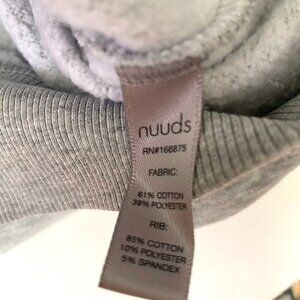 nuuds
RN#166875
FABRIC:
61% COTTON
39% POLYESTER
RIB:
85% COTTON
10% POLYESTER
5% SPANDEX